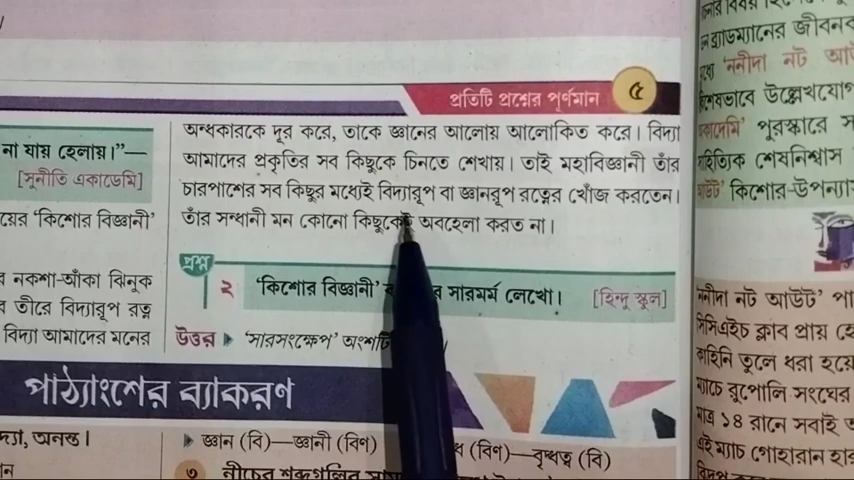 প্রতিটি প্রশ্নের পূর্ণমান ৫
না যায় হেলায়।”—
[সুনীতি একাডেমি]
য়ের ‘কিশোর বিজ্ঞানী’
নকশা-আঁকা ঝিনুক
তীরে বিদ্যারূপ রত্ন
বিদ্যা আমাদের মনের
অন্ধকারকে দূর করে, তাকে জ্ঞানের আলোয় আলোকিত করে। বিদ্যা
আমাদের প্রকৃতির সব কিছুকে চিনতে শেখায়। তাই মহাবিজ্ঞানী তাঁর
চারপাশের সব কিছুর মধ্যেই বিদ্যারূপ বা জ্ঞানরূপ রত্নের খোঁজ করতেন।
তাঁর সন্ধানী মন কোনো কিছুকেই অবহেলা করত না।
প্রশ্ন
২ ‘কিশোর বিজ্ঞানী’ সারমর্ম লেখো। [হিন্দু স্কুল]
উত্তর ▶ ‘সারসংক্ষেপ’ অংশটি
পাঠ্যাংশের ব্যাকরণ
অনন্ত।
▶ জ্ঞান (বি)—জ্ঞানী (বিণ) (বিণ)—বৃদ্ধত্ব (বি)
৩ নীচের শব্দগুলির
ব্র্যাডম্যানের জীবনব
‘ননীদা নট আউ
বিশেষভাবে উল্লেখযোগ
কাদেমি’ পুরস্কারে স
সাহিত্যিক শেষনিশ্বাস
আউট’ কিশোর-উপন্যা
‘ননীদা নট আউট’ পা
সিসিএইচ ক্লাব প্রায় হে
কাহিনি তুলে ধরা হয়ে
ম্যাচে রূপোলি সংঘের
মাত্র ১৪ রানে সবাই
এই ম্যাচ গোহারান হার